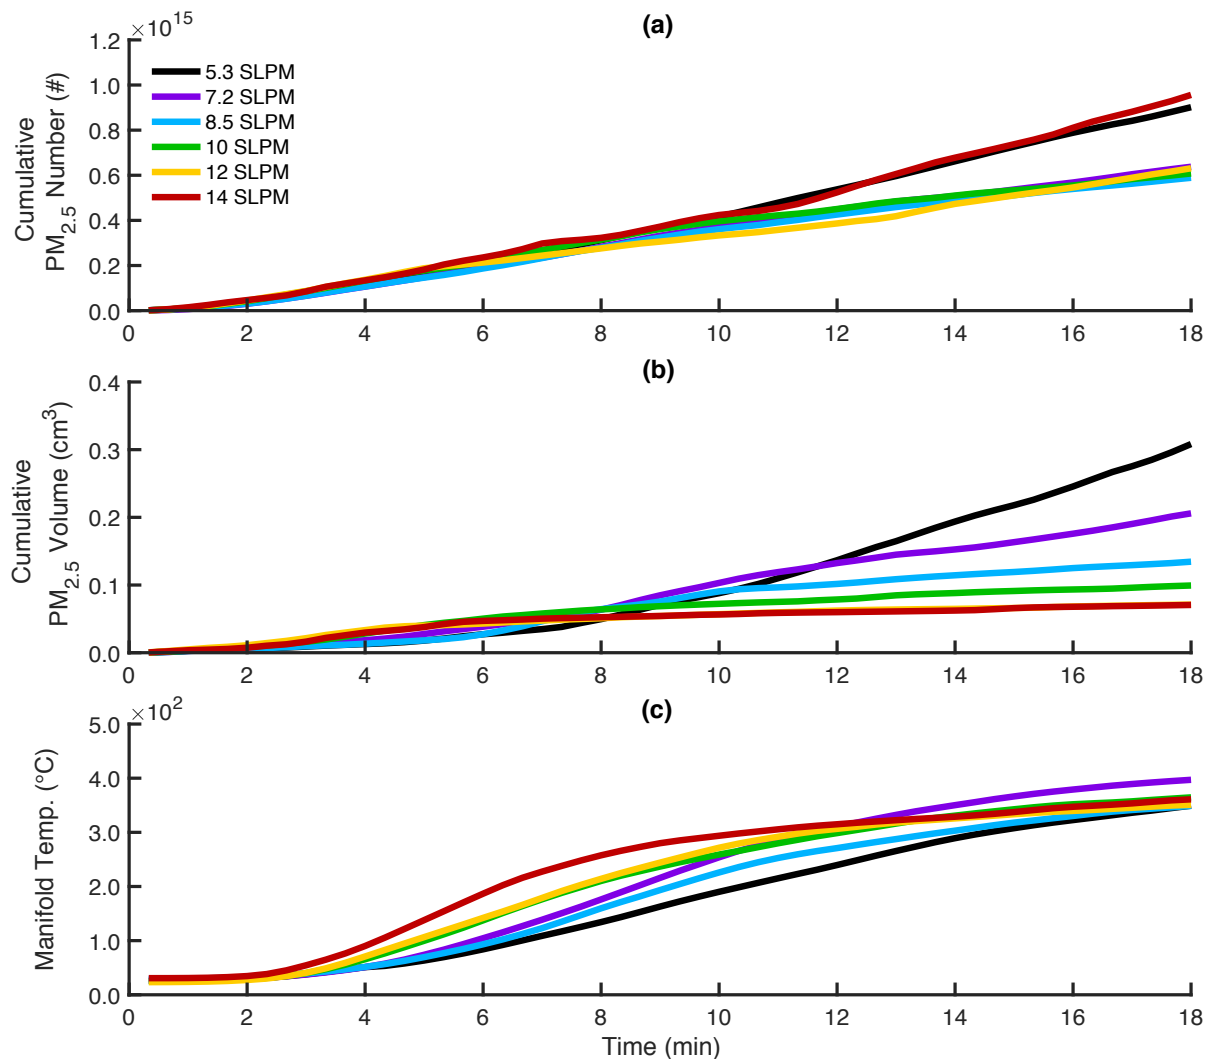 ×10^15
(a)
1.2
1.0
0.8
0.6
0.4
0.2
0.0
Cumulative
PM2.5 Number (#)
5.3 SLPM
7.2 SLPM
8.5 SLPM
10 SLPM
12 SLPM
14 SLPM
0 2 4 6 8 10 12 14 16 18
(b)
0.4
0.3
0.2
0.1
0.0
Cumulative
PM2.5 Volume (cm³)
0 2 4 6 8 10 12 14 16 18
×10²
(c)
5.0
4.0
3.0
2.0
1.0
0.0
Manifold Temp. (°C)
0 2 4 6 8 10 12 14 16 18
Time (min)